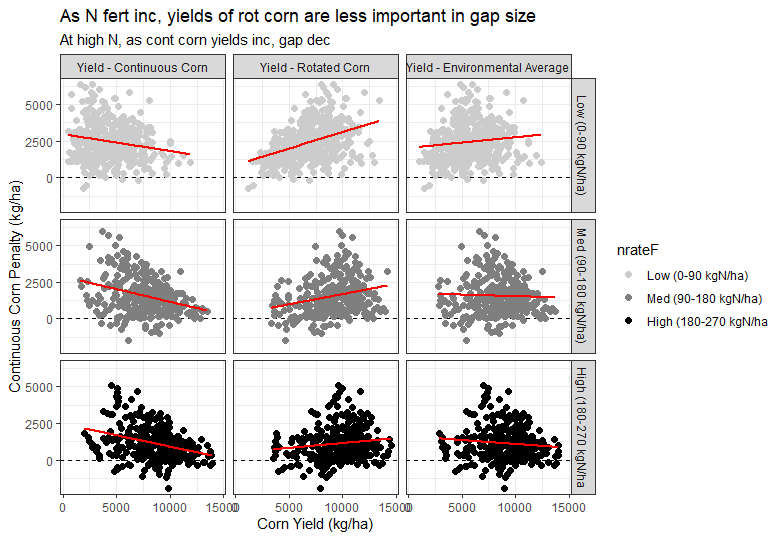 As N fert inc, yields of rot corn are less important in gap size
At high N, as cont corn yields inc, gap dec
Yield - Continuous Corn
Yield - Rotated Corn
Yield - Environmental Average
Continuous Corn Penalty (kg/ha)
5000
2500
0
Low (0-90 kgN/ha)
5000
2500
0
Med (90-180 kgN/ha)
5000
2500
0
High (180-270 kgN/ha
0 5000 10000 15000
0 5000 10000 15000
0 5000 10000 15000
Corn Yield (kg/ha)
nrateF
Low (0-90 kgN/ha)
Med (90-180 kgN/ha)
High (180-270 kgN/ha